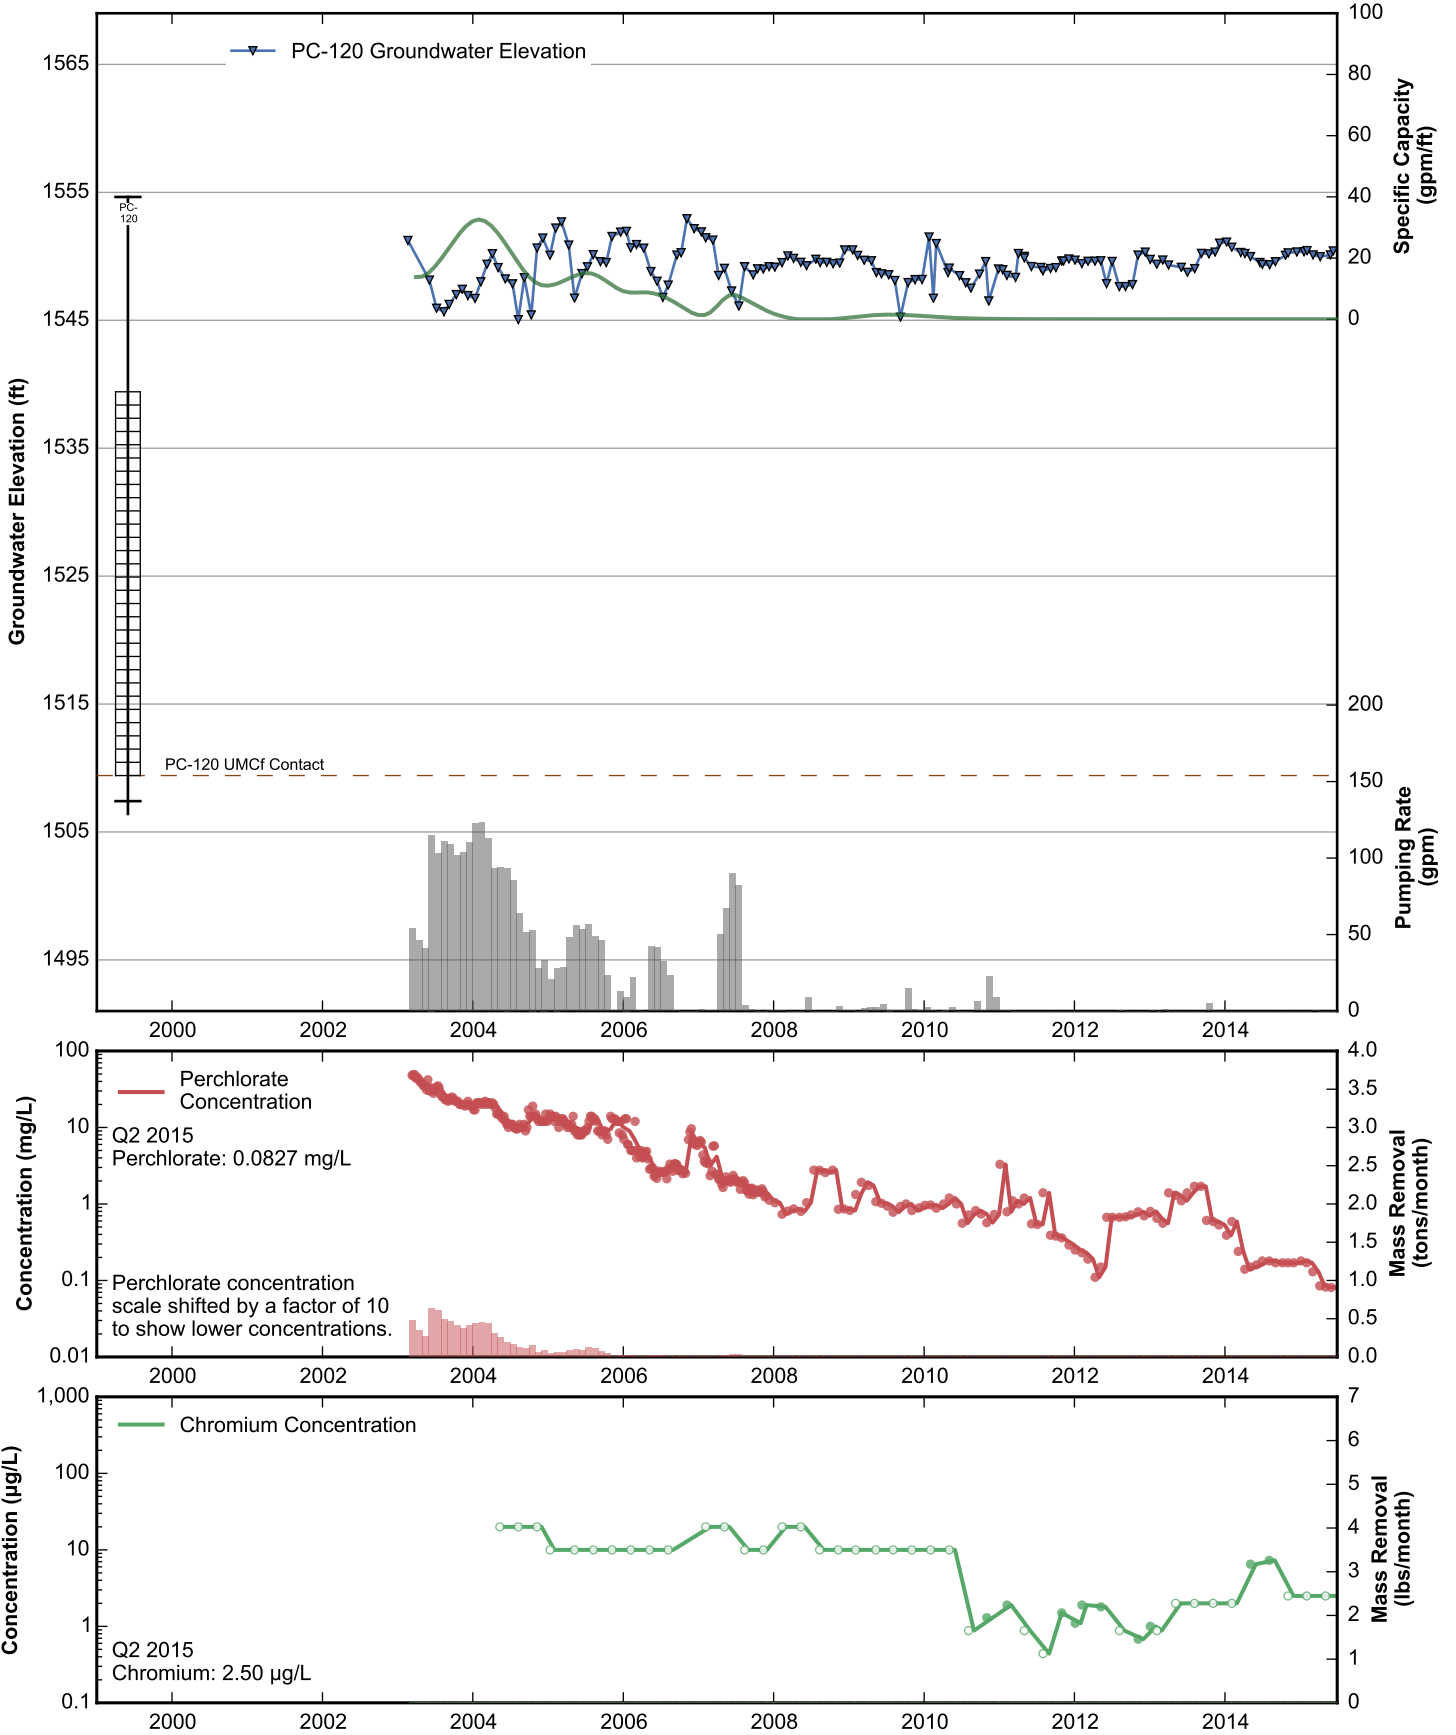 100
PC-120 Groundwater Elevation
1565
80
60
1555
40
PC-
120
20
1545
0
Specific Capacity
(gpm/ft)
1535
Groundwater Elevation (ft)
1525
1515
200
PC-120 UMCf Contact
150
1505
100
Pumping Rate
(gpm)
1495
50
0
2000 2002 2004 2006 2008 2010 2012 2014
100
4.0
Perchlorate
Concentration
3.5
10
3.0
Q2 2015
Perchlorate: 0.0827 mg/L
2.5
1
2.0
Concentration (mg/L)
Mass Removal
(tons/month)
1.5
0.1
1.0
Perchlorate concentration
scale shifted by a factor of 10
to show lower concentrations.
0.5
0.01
0.0
2000 2002 2004 2006 2008 2010 2012 2014
1,000
7
Chromium Concentration
6
100
5
10
4
Concentration (µg/L)
Mass Removal
(lbs/month)
3
1
2
Q2 2015
Chromium: 2.50 µg/L
1
0.1
0
2000 2002 2004 2006 2008 2010 2012 2014